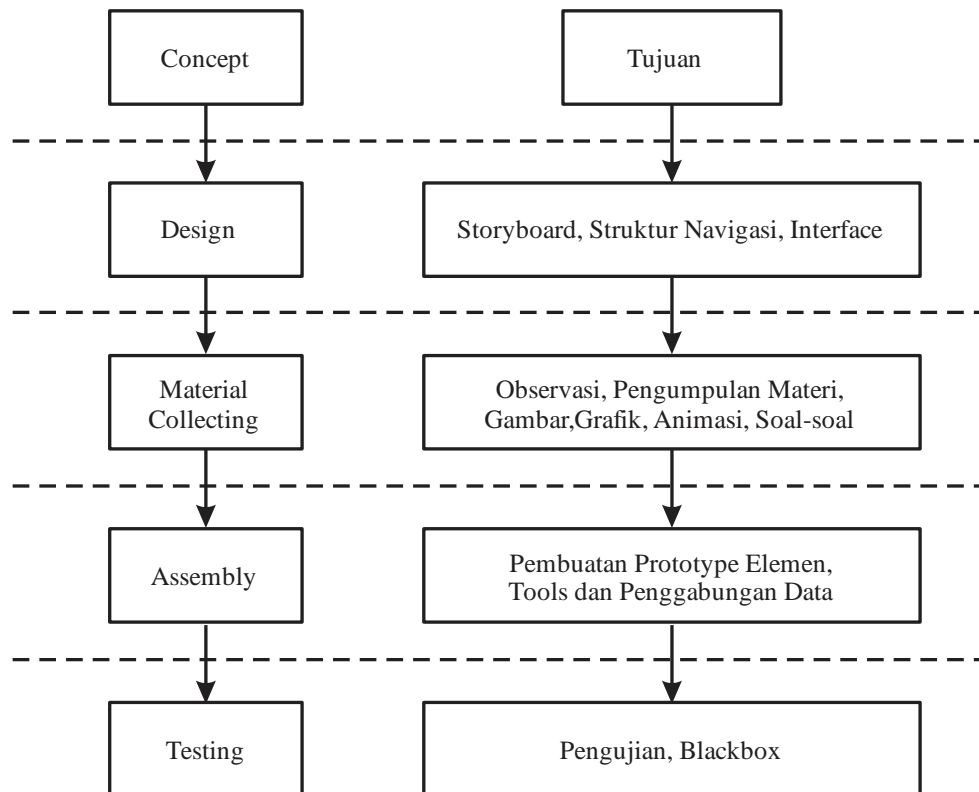 Concept
Tujuan
Design
Storyboard, Struktur Navigasi, Interface
Material
Collecting
Observasi, Pengumpulan Materi,
Gambar,Grafik, Animasi, Soal-soal
Assembly
Pembuatan Prototype Elemen,
Tools dan Penggabungan Data
Testing
Pengujian, Blackbox